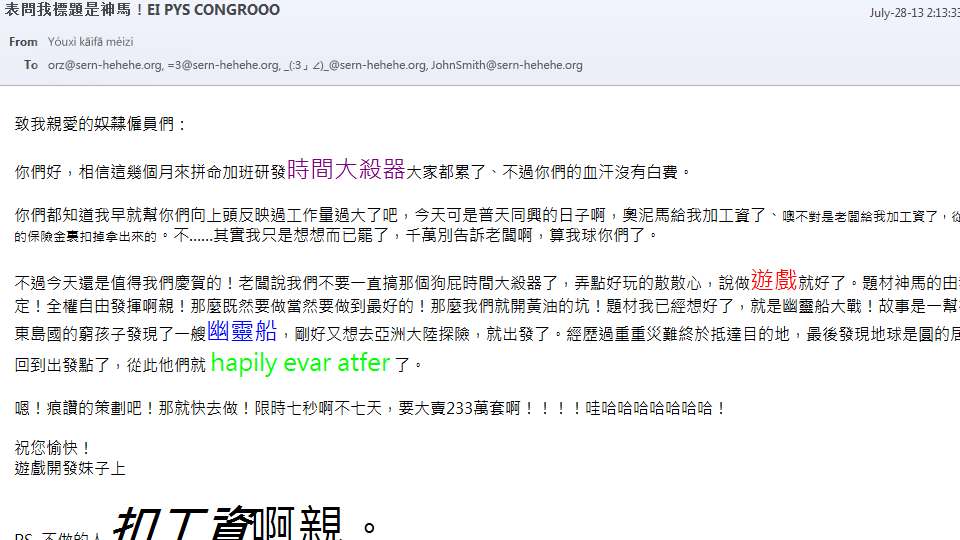 表問我標題是神馬！EI PYS CONGROOO
July-28-13 2:13:33
From Yóuxì kāifā mèizi
To orz@sern-hehehe.org, =3@sern-hehehe.org, _(:3」∠)_@sern-hehehe.org, JohnSmith@sern-hehehe.org
致我親愛的奴隸僱員們：
你們好，相信這幾個月來拼命加班研發時間大殺器大家都累了、不過你們的血汗沒有白費。
你們都知道我早就幫你們向上頭反映過工作量過大了吧，今天可是普天同興的日子啊，奧泥馬給我加工資了、噢不對是老闆給我加工資了，從
的保險金裏扣掉拿出來的。不......其實我只是想想而已罷了，千萬別告訴老闆啊，算我球你們了。
不過今天還是值得我們慶賀的！老闆說我們不要一直搞那個狗屁時間大殺器了，弄點好玩的散散心，說做遊戲就好了。題材神馬的由
定！全權自由發揮啊親！那麼既然要做當然要做到最好的！那麼我們就開黃油的坑！題材我已經想好了，就是幽靈船大戰！故事是一幫
東島國的窮孩子發現了一艘幽靈船，剛好又想去亞洲大陸探險，就出發了。經歷過重重災難終於抵達目的地，最後發現地球是圓的居
回到出發點了，從此他們就 hapily evar atfer 了。
嗯！痕讚的策劃吧！那就快去做！限時七秒啊不七天，要大賣233萬套啊！！！！哇哈哈哈哈哈哈哈！
祝您愉快！
遊戲開發妹子上
PS. 不做的人 扣工資啊親。